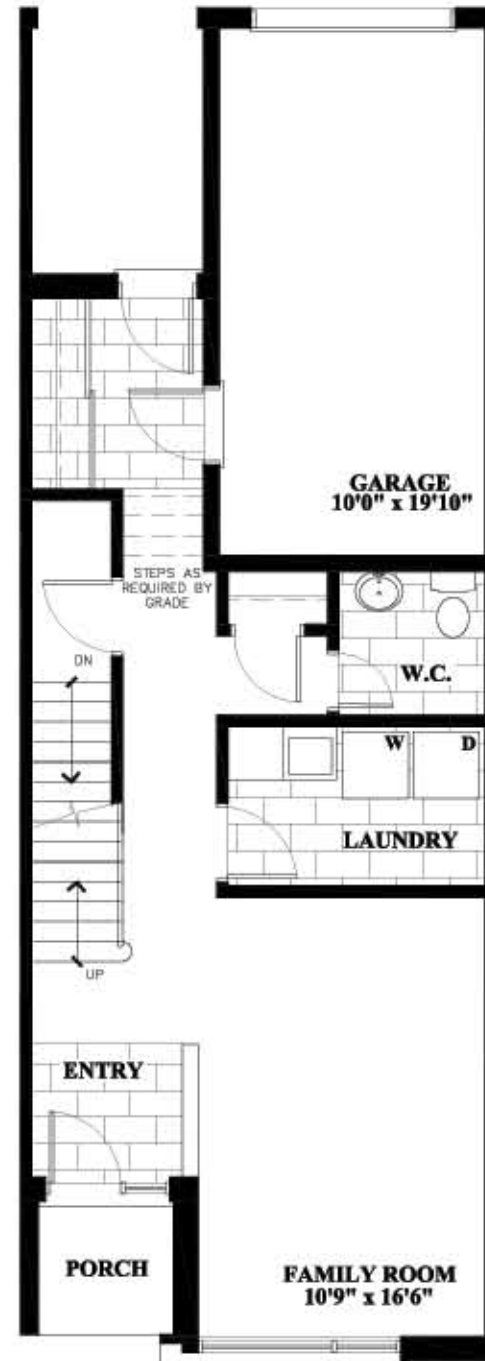 GARAGE
10'0" x 19'10"
STEPS AS
REQUIRED BY
GRADE
DN
W.C.
W
D
LAUNDRY
UP
ENTRY
PORCH
FAMILY ROOM
10'9" x 16'6"